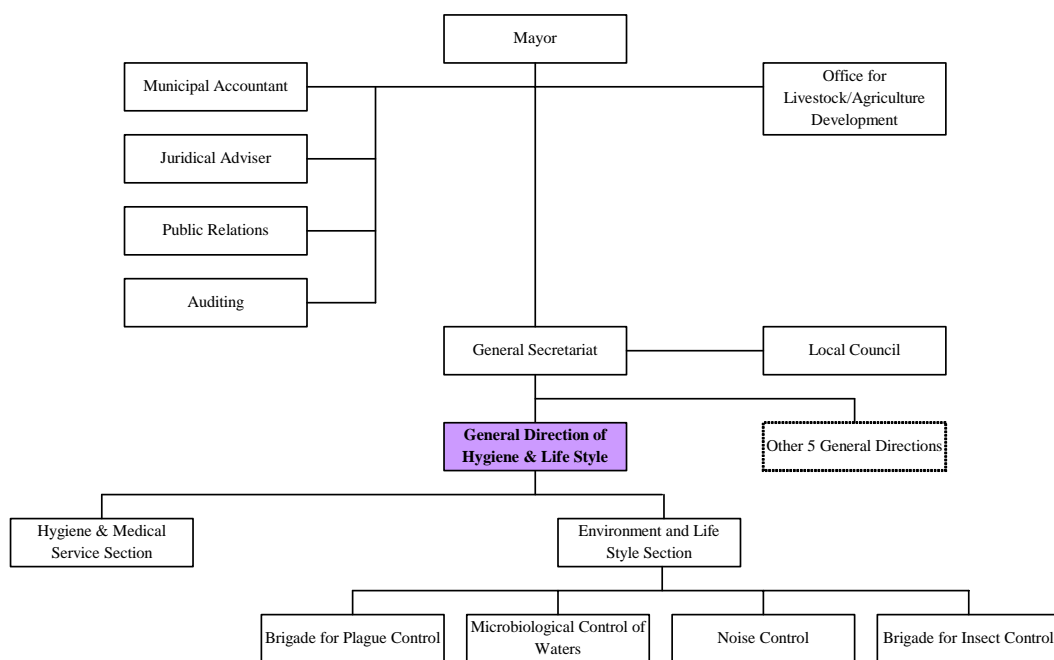 Mayor
Municipal Accountant
Office for
Livestock/Agriculture
Development
Juridical Adviser
Public Relations
Auditing
General Secretariat
Local Council
General Direction of
Hygiene & Life Style
Other 5 General Directions
Hygiene & Medical
Service Section
Environment and Life
Style Section
Brigade for Plague Control
Microbiological Control of
Waters
Noise Control
Brigade for Insect Control